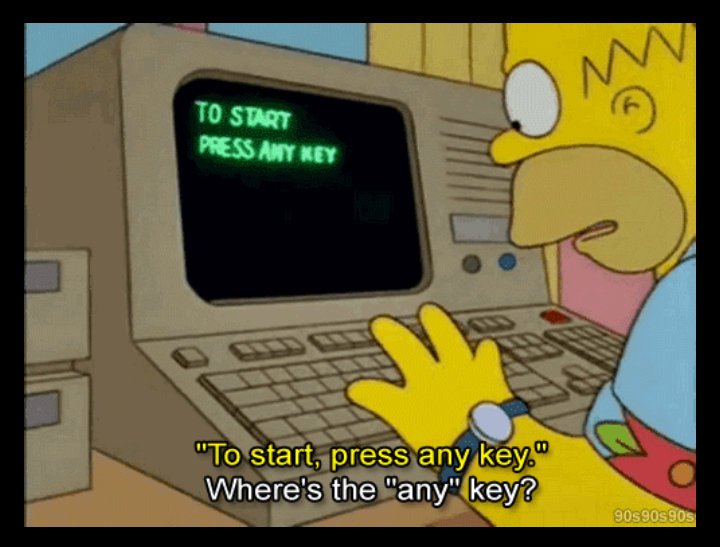 TO START
PRESS ANY KEY
"To start, press any key."
Where's the "any" key?
90s90s90s